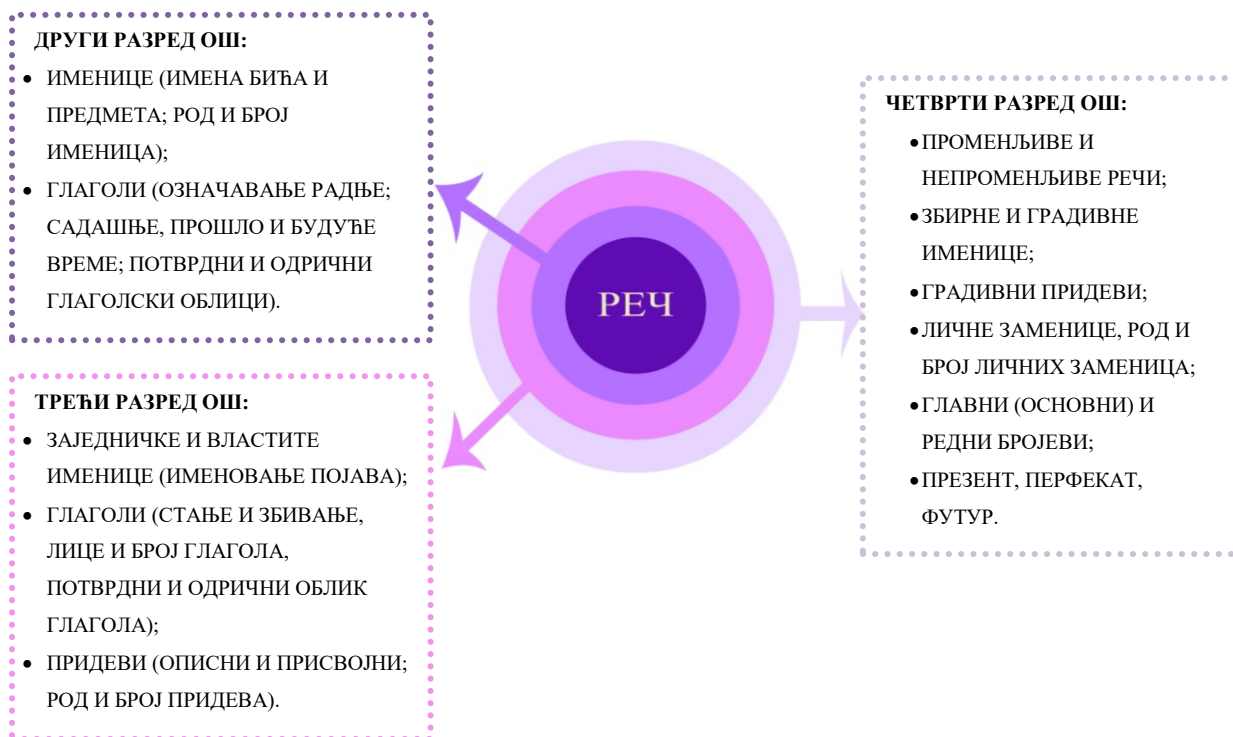 ДРУГИ РАЗРЕД ОШ:
• ИМЕНИЦЕ (ИМЕНА БИЋА И
ПРЕДМЕТА; РОД И БРОЈ
ИМЕНИЦА);
• ГЛАГОЛИ (ОЗНАЧАВАЊЕ РАДЊЕ;
САДАШЊЕ, ПРОШЛО И БУДУЋЕ
ВРЕМЕ; ПОТВРДНИ И ОДРИЧНИ
ГЛАГОЛСКИ ОБЛИЦИ).
ТРЕЋИ РАЗРЕД ОШ:
• ЗАЈЕДНИЧКЕ И ВЛАСТИТЕ
ИМЕНИЦЕ (ИМЕНОВАЊЕ ПОЈАВА);
• ГЛАГОЛИ (СТАЊЕ И ЗБИВАЊЕ,
ЛИЦЕ И БРОЈ ГЛАГОЛА,
ПОТВРДНИ И ОДРИЧНИ ОБЛИК
ГЛАГОЛА);
• ПРИДЕВИ (ОПИСНИ И ПРИСВОЈНИ;
РОД И БРОЈ ПРИДЕВА).
РЕЧ
ЧЕТВРТИ РАЗРЕД ОШ:
• ПРОМЕНЉИВЕ И
НЕПРОМЕНЉИВЕ РЕЧИ;
• ЗБИРНЕ И ГРАДИВНЕ
ИМЕНИЦЕ;
• ГРАДИВНИ ПРИДЕВИ;
• ЛИЧНЕ ЗАМЕНИЦЕ, РОД И
БРОЈ ЛИЧНИХ ЗАМЕНИЦА;
• ГЛАВНИ (ОСНОВНИ) И
РЕДНИ БРОЈЕВИ;
• ПРЕЗЕНТ, ПЕРФЕКАТ,
ФУТУР.